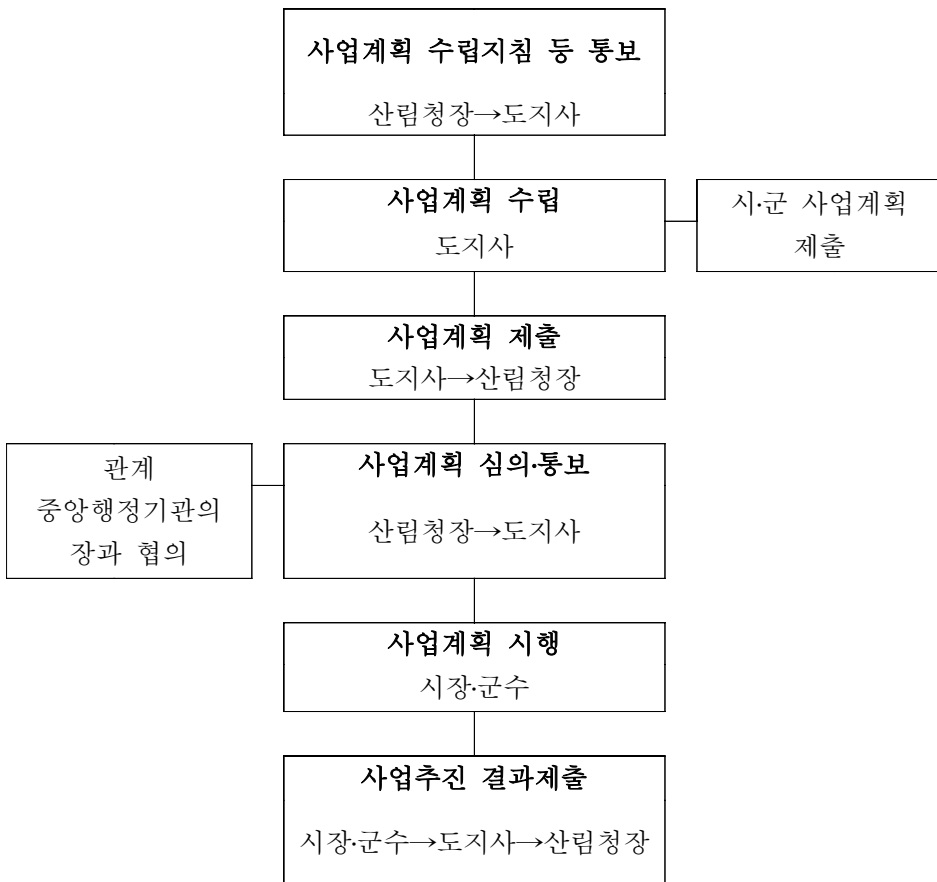 사업계획 수립지침 등 통보
산림청장→도지사
사업계획 수립
도지사
시·군 사업계획
제출
사업계획 제출
도지사→산림청장
관계
중앙행정기관의
장과 협의
사업계획 심의·통보
산림청장→도지사
사업계획 시행
시장·군수
사업추진 결과제출
시장·군수→도지사→산림청장